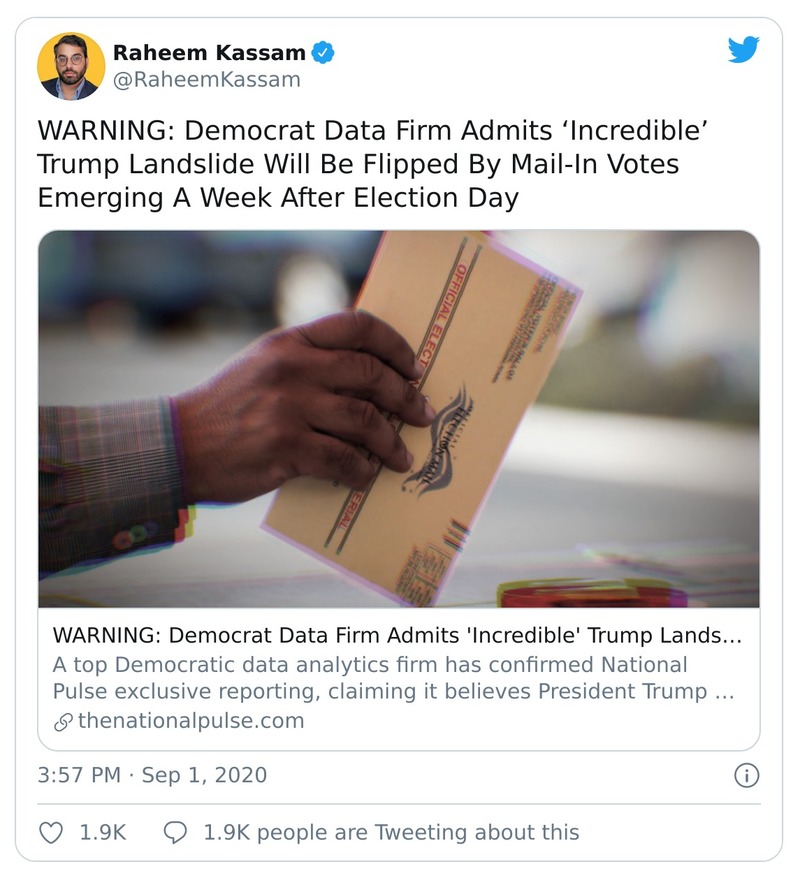 Raheem Kassam
@RaheemKassam
WARNING: Democrat Data Firm Admits ‘Incredible’
Trump Landslide Will Be Flipped By Mail-In Votes
Emerging A Week After Election Day
OFFICIAL ELECT
ERIAL
OFFICIAL
ELECTION MAIL
WARNING: Democrat Data Firm Admits 'Incredible' Trump Lands...
A top Democratic data analytics firm has confirmed National
Pulse exclusive reporting, claiming it believes President Trump ...
thenationalpulse.com
3:57 PM · Sep 1, 2020
1.9K
1.9K people are Tweeting about this